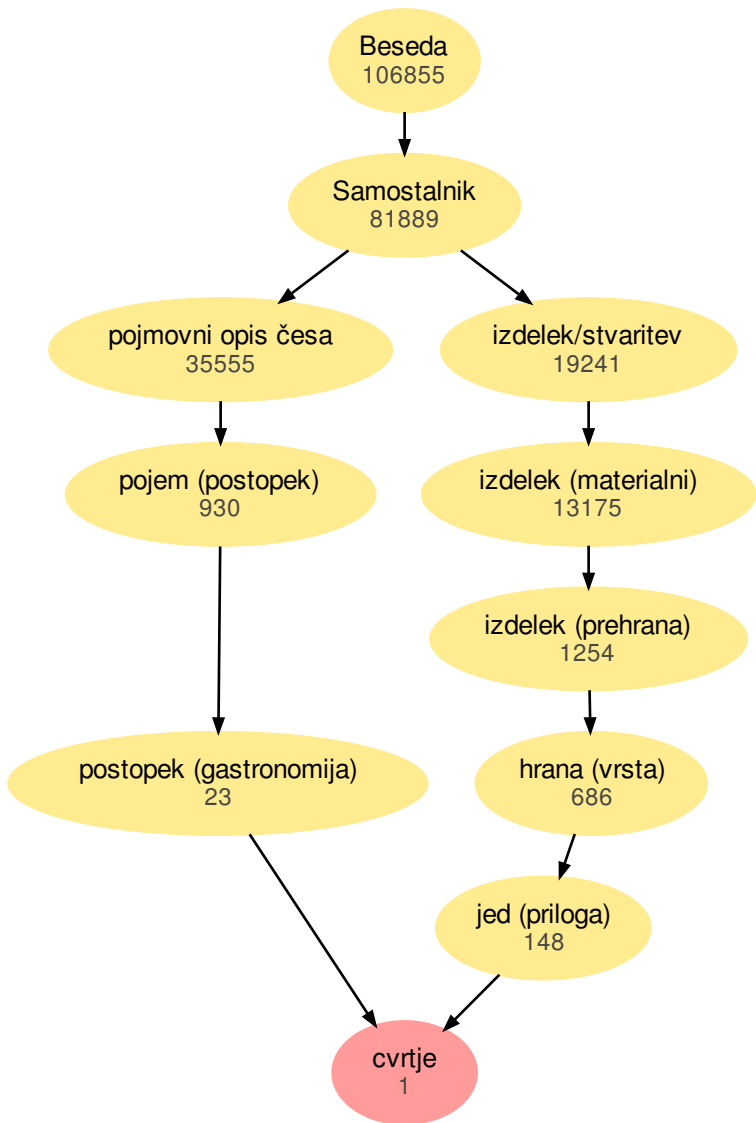 Beseda
106855
Samostalnik
81889
pojmovni opis česa
35555
izdelek/stvaritev
19241
pojem (postopek)
930
izdelek (materialni)
13175
izdelek (prehrana)
1254
postopek (gastronomija)
23
hrana (vrsta)
686
jed (priloga)
148
cvrtje
1